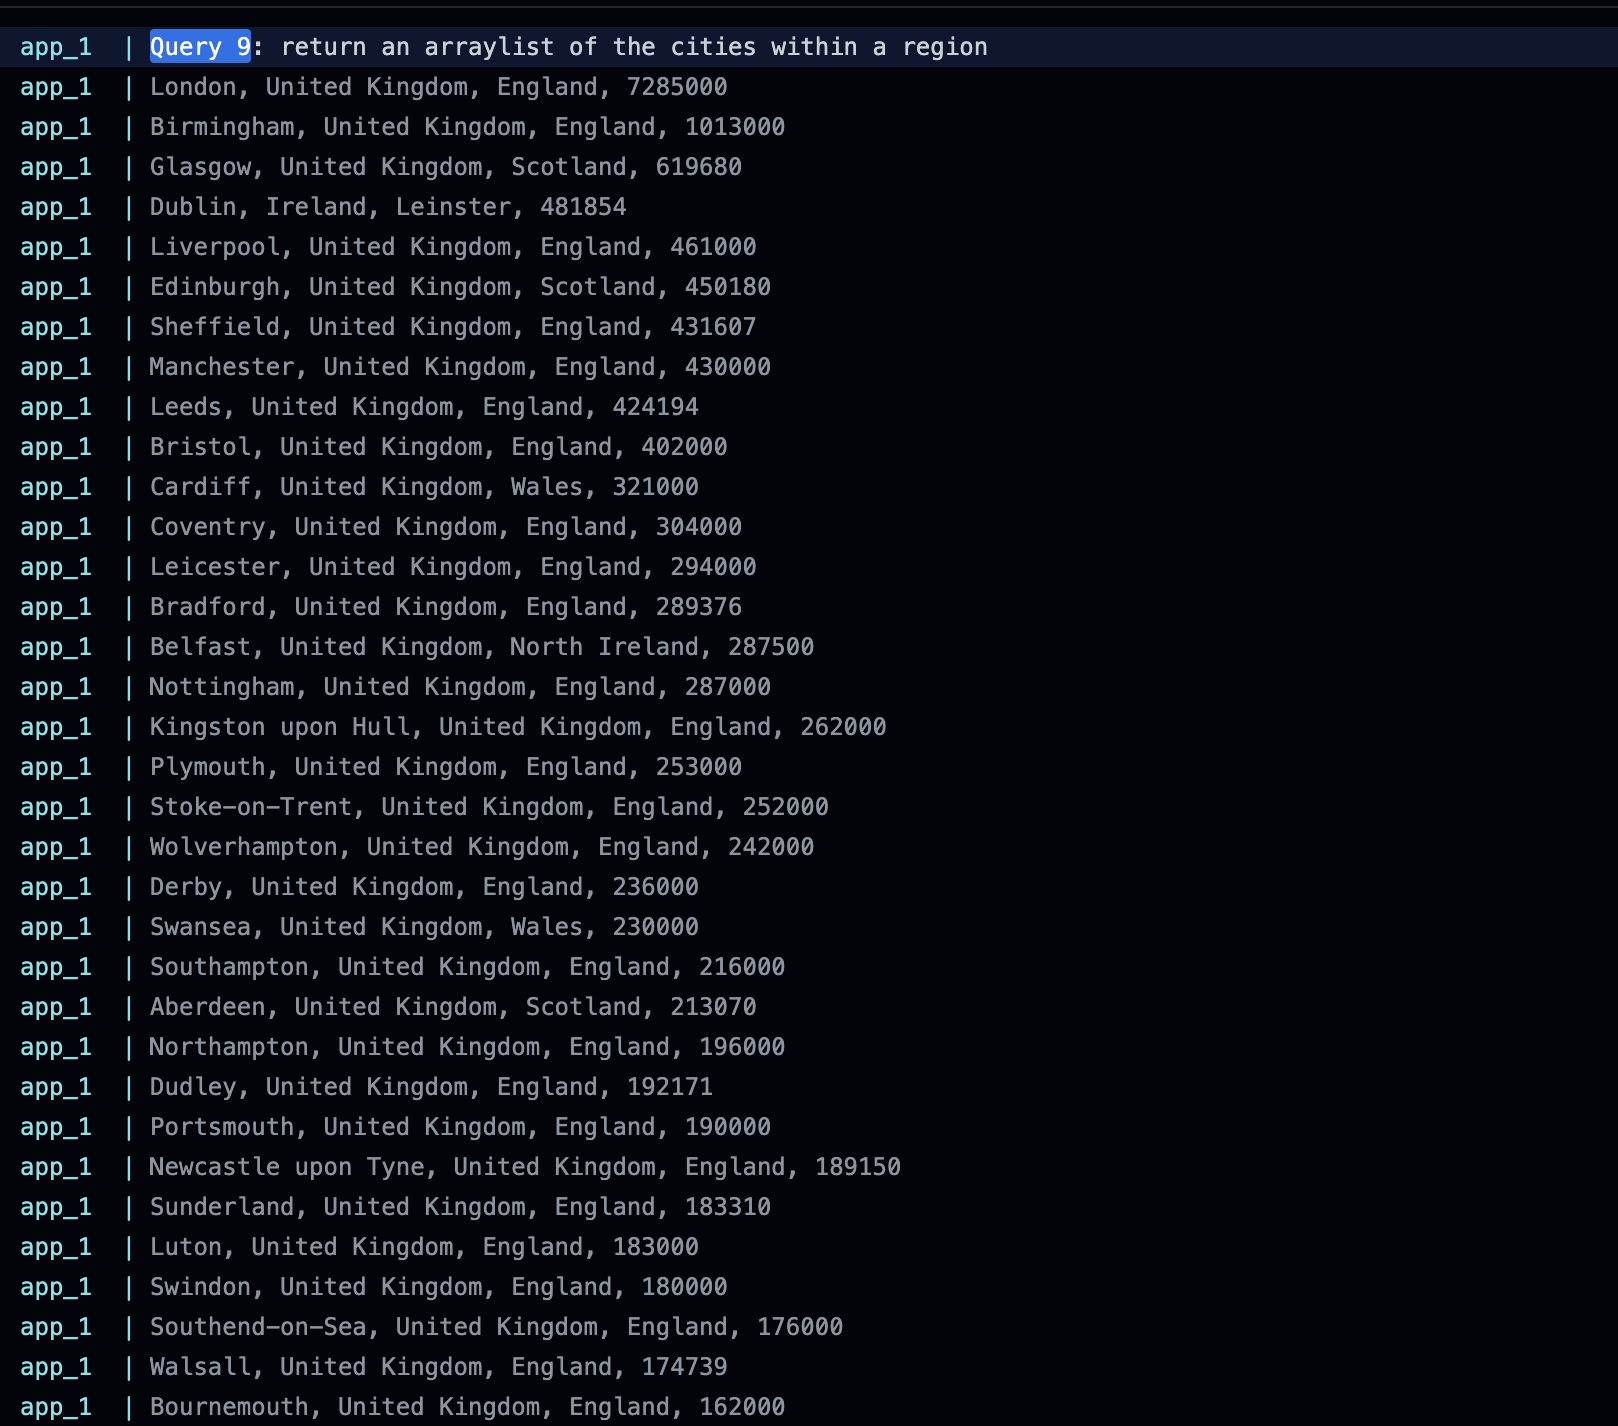 app_1  | Query 9: return an arraylist of the cities within a region
app_1  | London, United Kingdom, England, 7285000
app_1  | Birmingham, United Kingdom, England, 1013000
app_1  | Glasgow, United Kingdom, Scotland, 619680
app_1  | Dublin, Ireland, Leinster, 481854
app_1  | Liverpool, United Kingdom, England, 461000
app_1  | Edinburgh, United Kingdom, Scotland, 450180
app_1  | Sheffield, United Kingdom, England, 431607
app_1  | Manchester, United Kingdom, England, 430000
app_1  | Leeds, United Kingdom, England, 424194
app_1  | Bristol, United Kingdom, England, 402000
app_1  | Cardiff, United Kingdom, Wales, 321000
app_1  | Coventry, United Kingdom, England, 304000
app_1  | Leicester, United Kingdom, England, 294000
app_1  | Bradford, United Kingdom, England, 289376
app_1  | Belfast, United Kingdom, North Ireland, 287500
app_1  | Nottingham, United Kingdom, England, 287000
app_1  | Kingston upon Hull, United Kingdom, England, 262000
app_1  | Plymouth, United Kingdom, England, 253000
app_1  | Stoke-on-Trent, United Kingdom, England, 252000
app_1  | Wolverhampton, United Kingdom, England, 242000
app_1  | Derby, United Kingdom, England, 236000
app_1  | Swansea, United Kingdom, Wales, 230000
app_1  | Southampton, United Kingdom, England, 216000
app_1  | Aberdeen, United Kingdom, Scotland, 213070
app_1  | Northampton, United Kingdom, England, 196000
app_1  | Dudley, United Kingdom, England, 192171
app_1  | Portsmouth, United Kingdom, England, 190000
app_1  | Newcastle upon Tyne, United Kingdom, England, 189150
app_1  | Sunderland, United Kingdom, England, 183310
app_1  | Luton, United Kingdom, England, 183000
app_1  | Swindon, United Kingdom, England, 180000
app_1  | Southend-on-Sea, United Kingdom, England, 176000
app_1  | Walsall, United Kingdom, England, 174739
app_1  | Bournemouth, United Kingdom, England, 162000